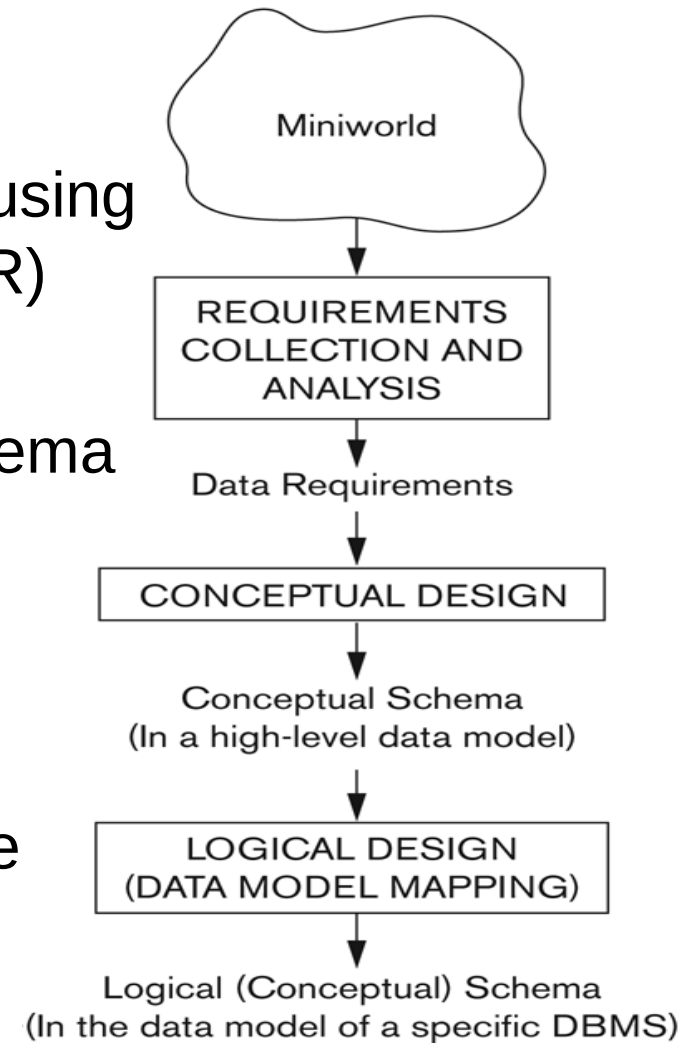 Miniworld
using
R)
REQUIREMENTS
COLLECTION AND
ANALYSIS
ema
Data Requirements
CONCEPTUAL DESIGN
Conceptual Schema
(In a high-level data model)
e
LOGICAL DESIGN
(DATA MODEL MAPPING)
Logical (Conceptual) Schema
(In the data model of a specific DBMS)